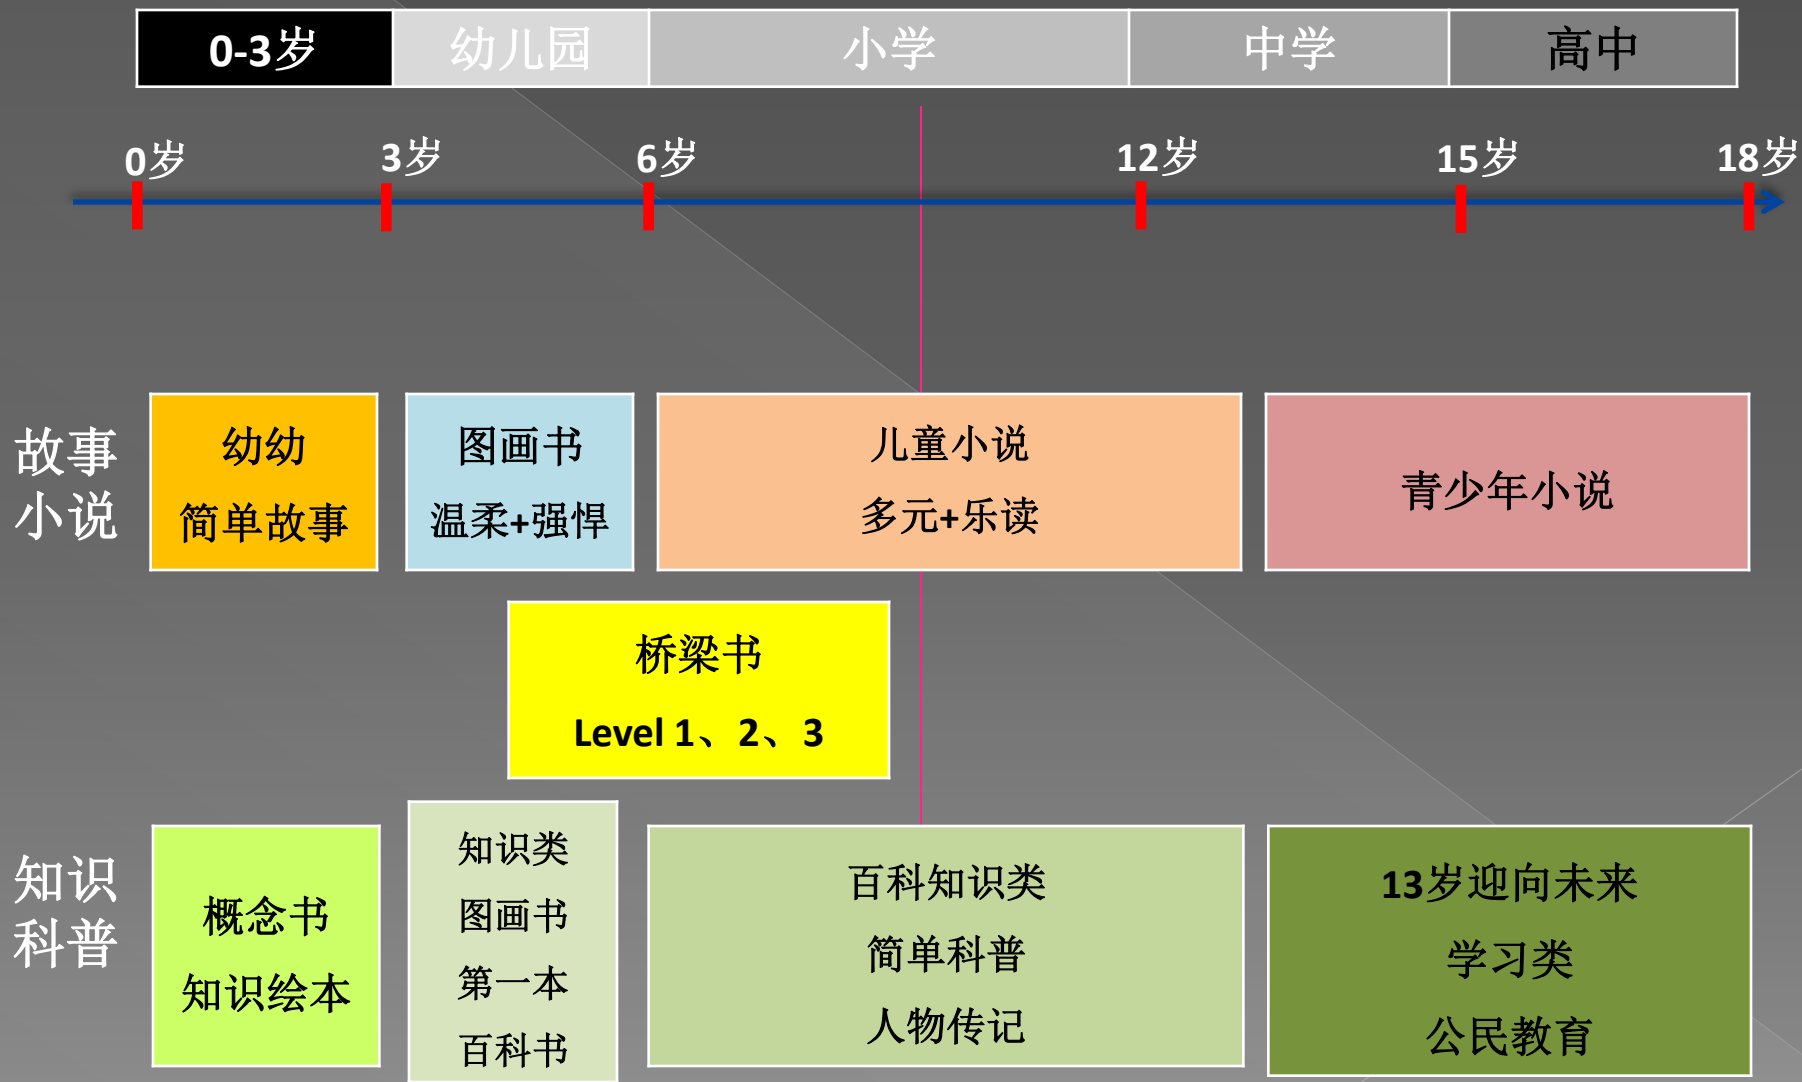 0-3岁
幼儿园
小学
中学
高中
0岁
3岁
6岁
12岁
15岁
18岁
故事
小说
幼幼
简单故事
图画书
温柔+强悍
儿童小说
多元+乐读
青少年小说
桥梁书
Level 1、2、3
知识
科普
概念书
知识绘本
知识类
图画书
第一本
百科书
百科知识类
简单科普
人物传记
13岁迎向未来
学习类
公民教育